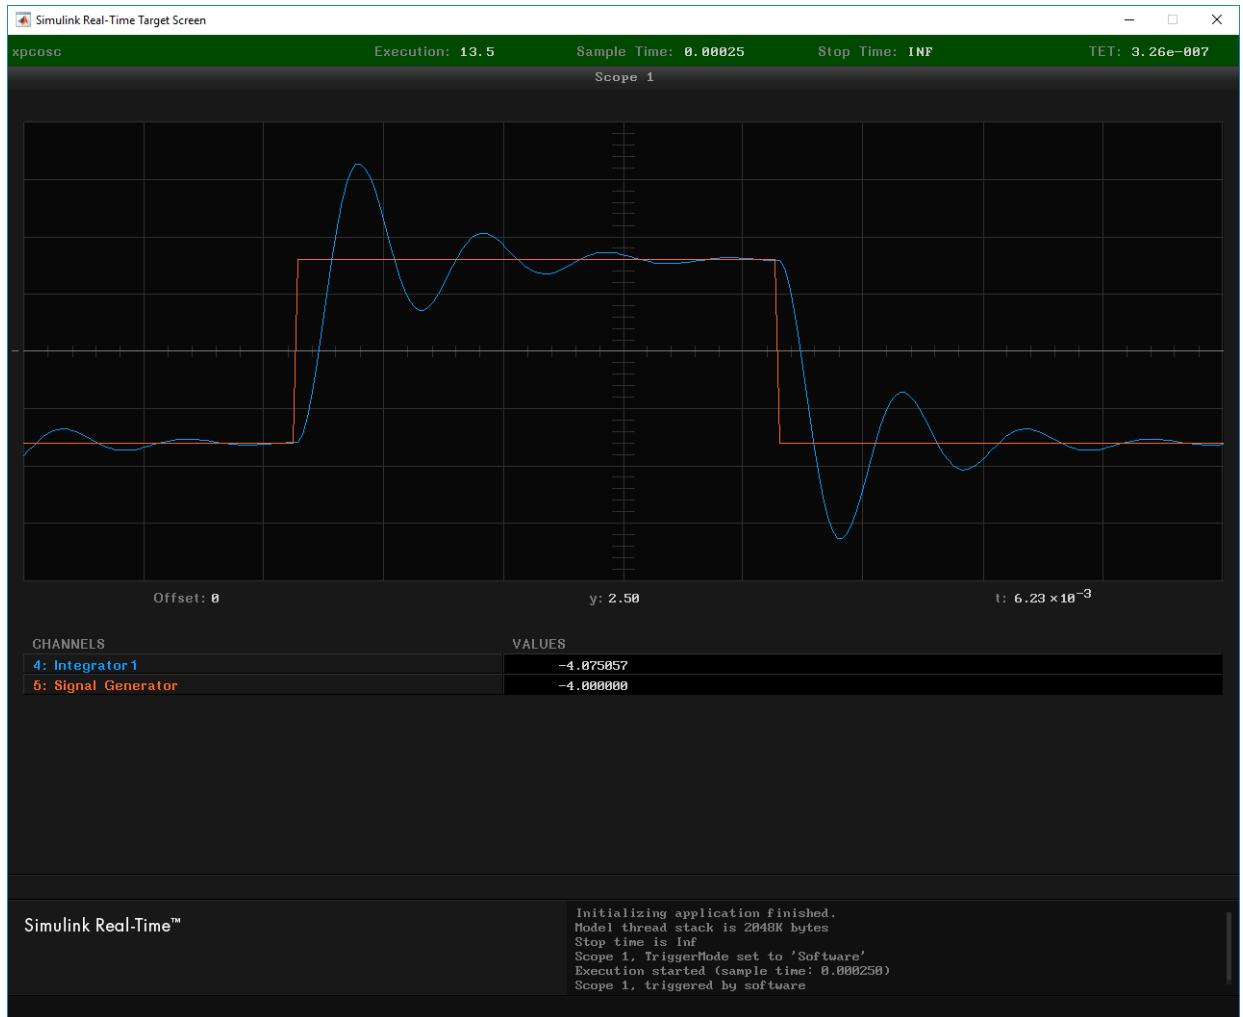 Simulink Real-Time Target Screen
xpcosc Execution: 13.5 Sample Time: 0.00025 Stop Time: INF TET: 3.26e-007
Scope 1
Offset: 0 y: 2.50 t: 6.23 × 10⁻³
CHANNELS VALUES
4: Integrator1 -4.075057
5: Signal Generator -4.000000
Simulink Real-Time™
Initializing application finished.
Model thread stack is 2048K bytes
Stop time is Inf
Scope 1, TriggerMode set to 'Software'
Execution started (sample time: 0.000250)
Scope 1, triggered by software